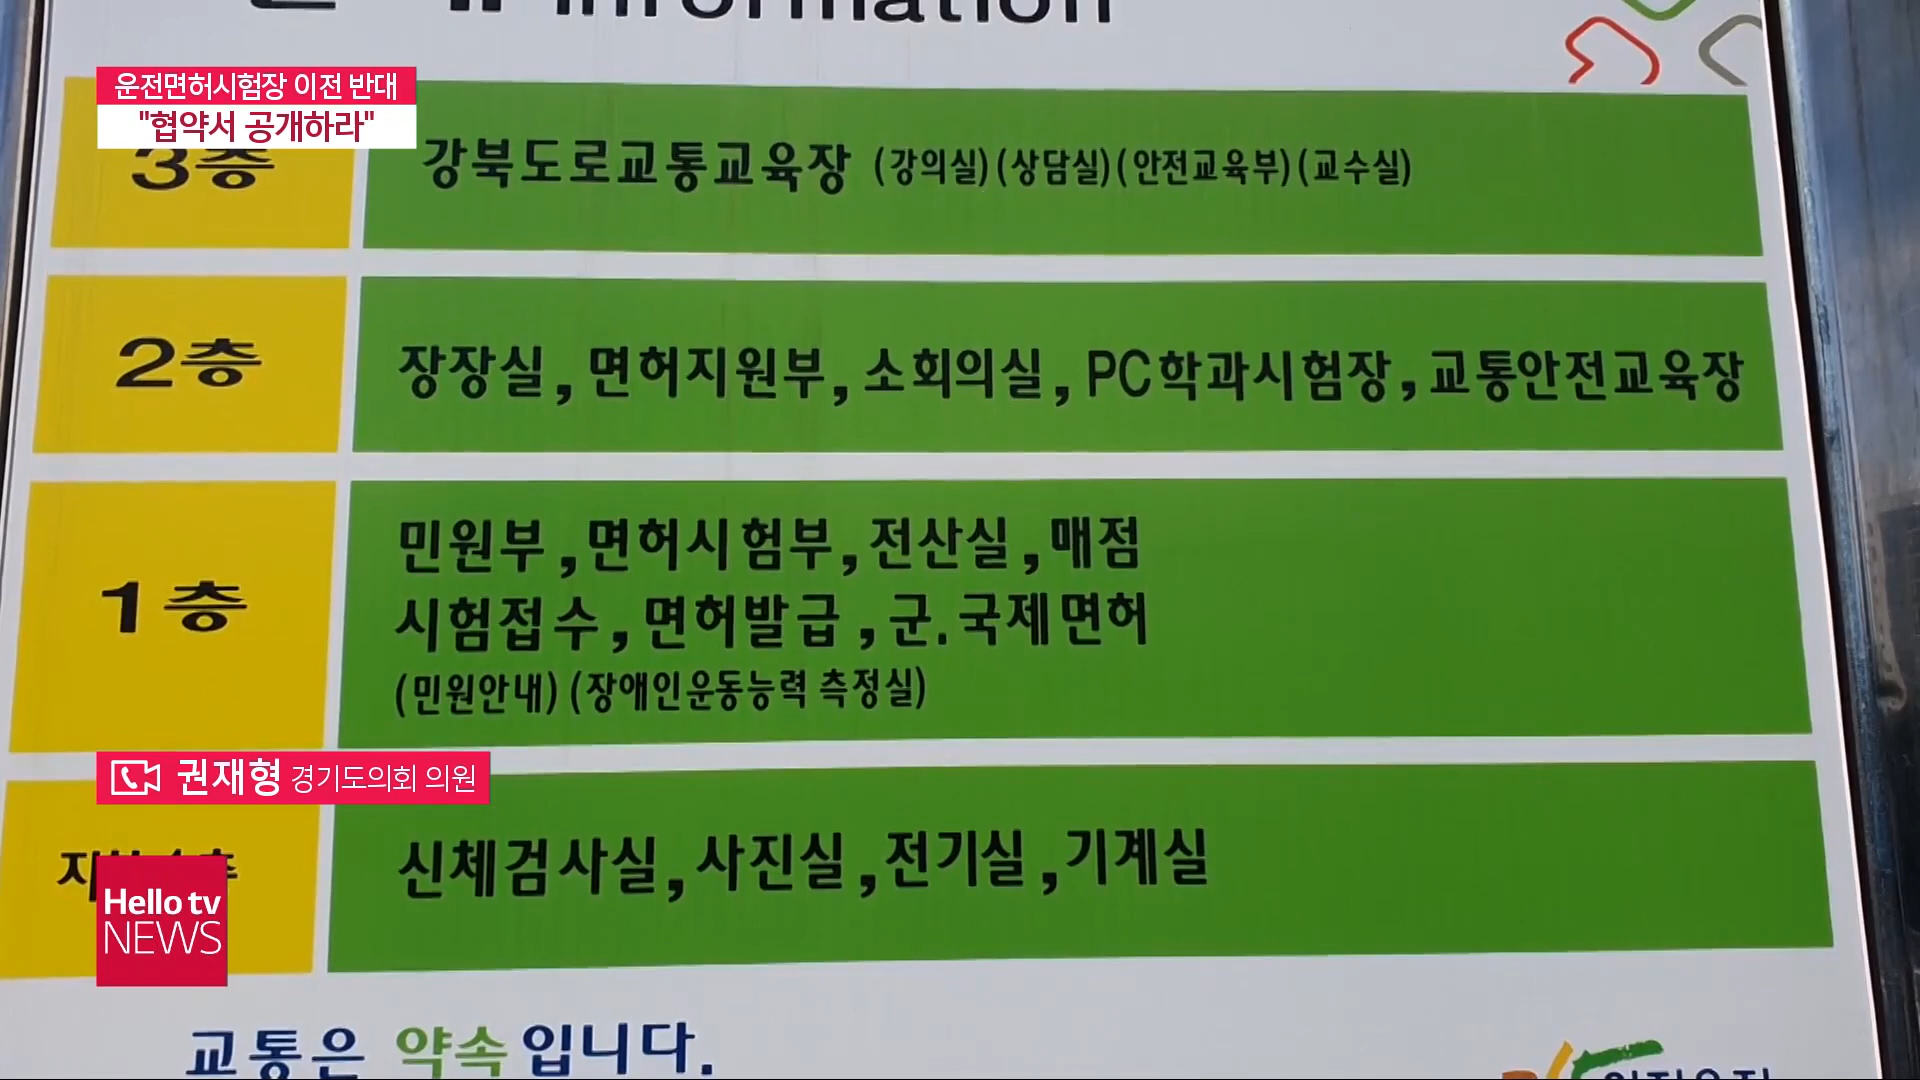 Information
운전면허시험장 이전 반대
"협약서 공개하라"
3층
강북도로교통교육장 (강의실)(상담실)(안전교육부)(교수실)
2층
장장실, 면허지원부, 소회의실, PC학과시험장, 교통안전교육장
1층
민원부, 면허시험부, 전산실, 매점
시험접수, 면허발급, 군.국제면허
(민원안내)(장애인운동능력 측정실)
권재형 경기도의회 의원
신체검사실, 사진실, 전기실, 기계실
Hello tv
NEWS
교통은 약속입니다.